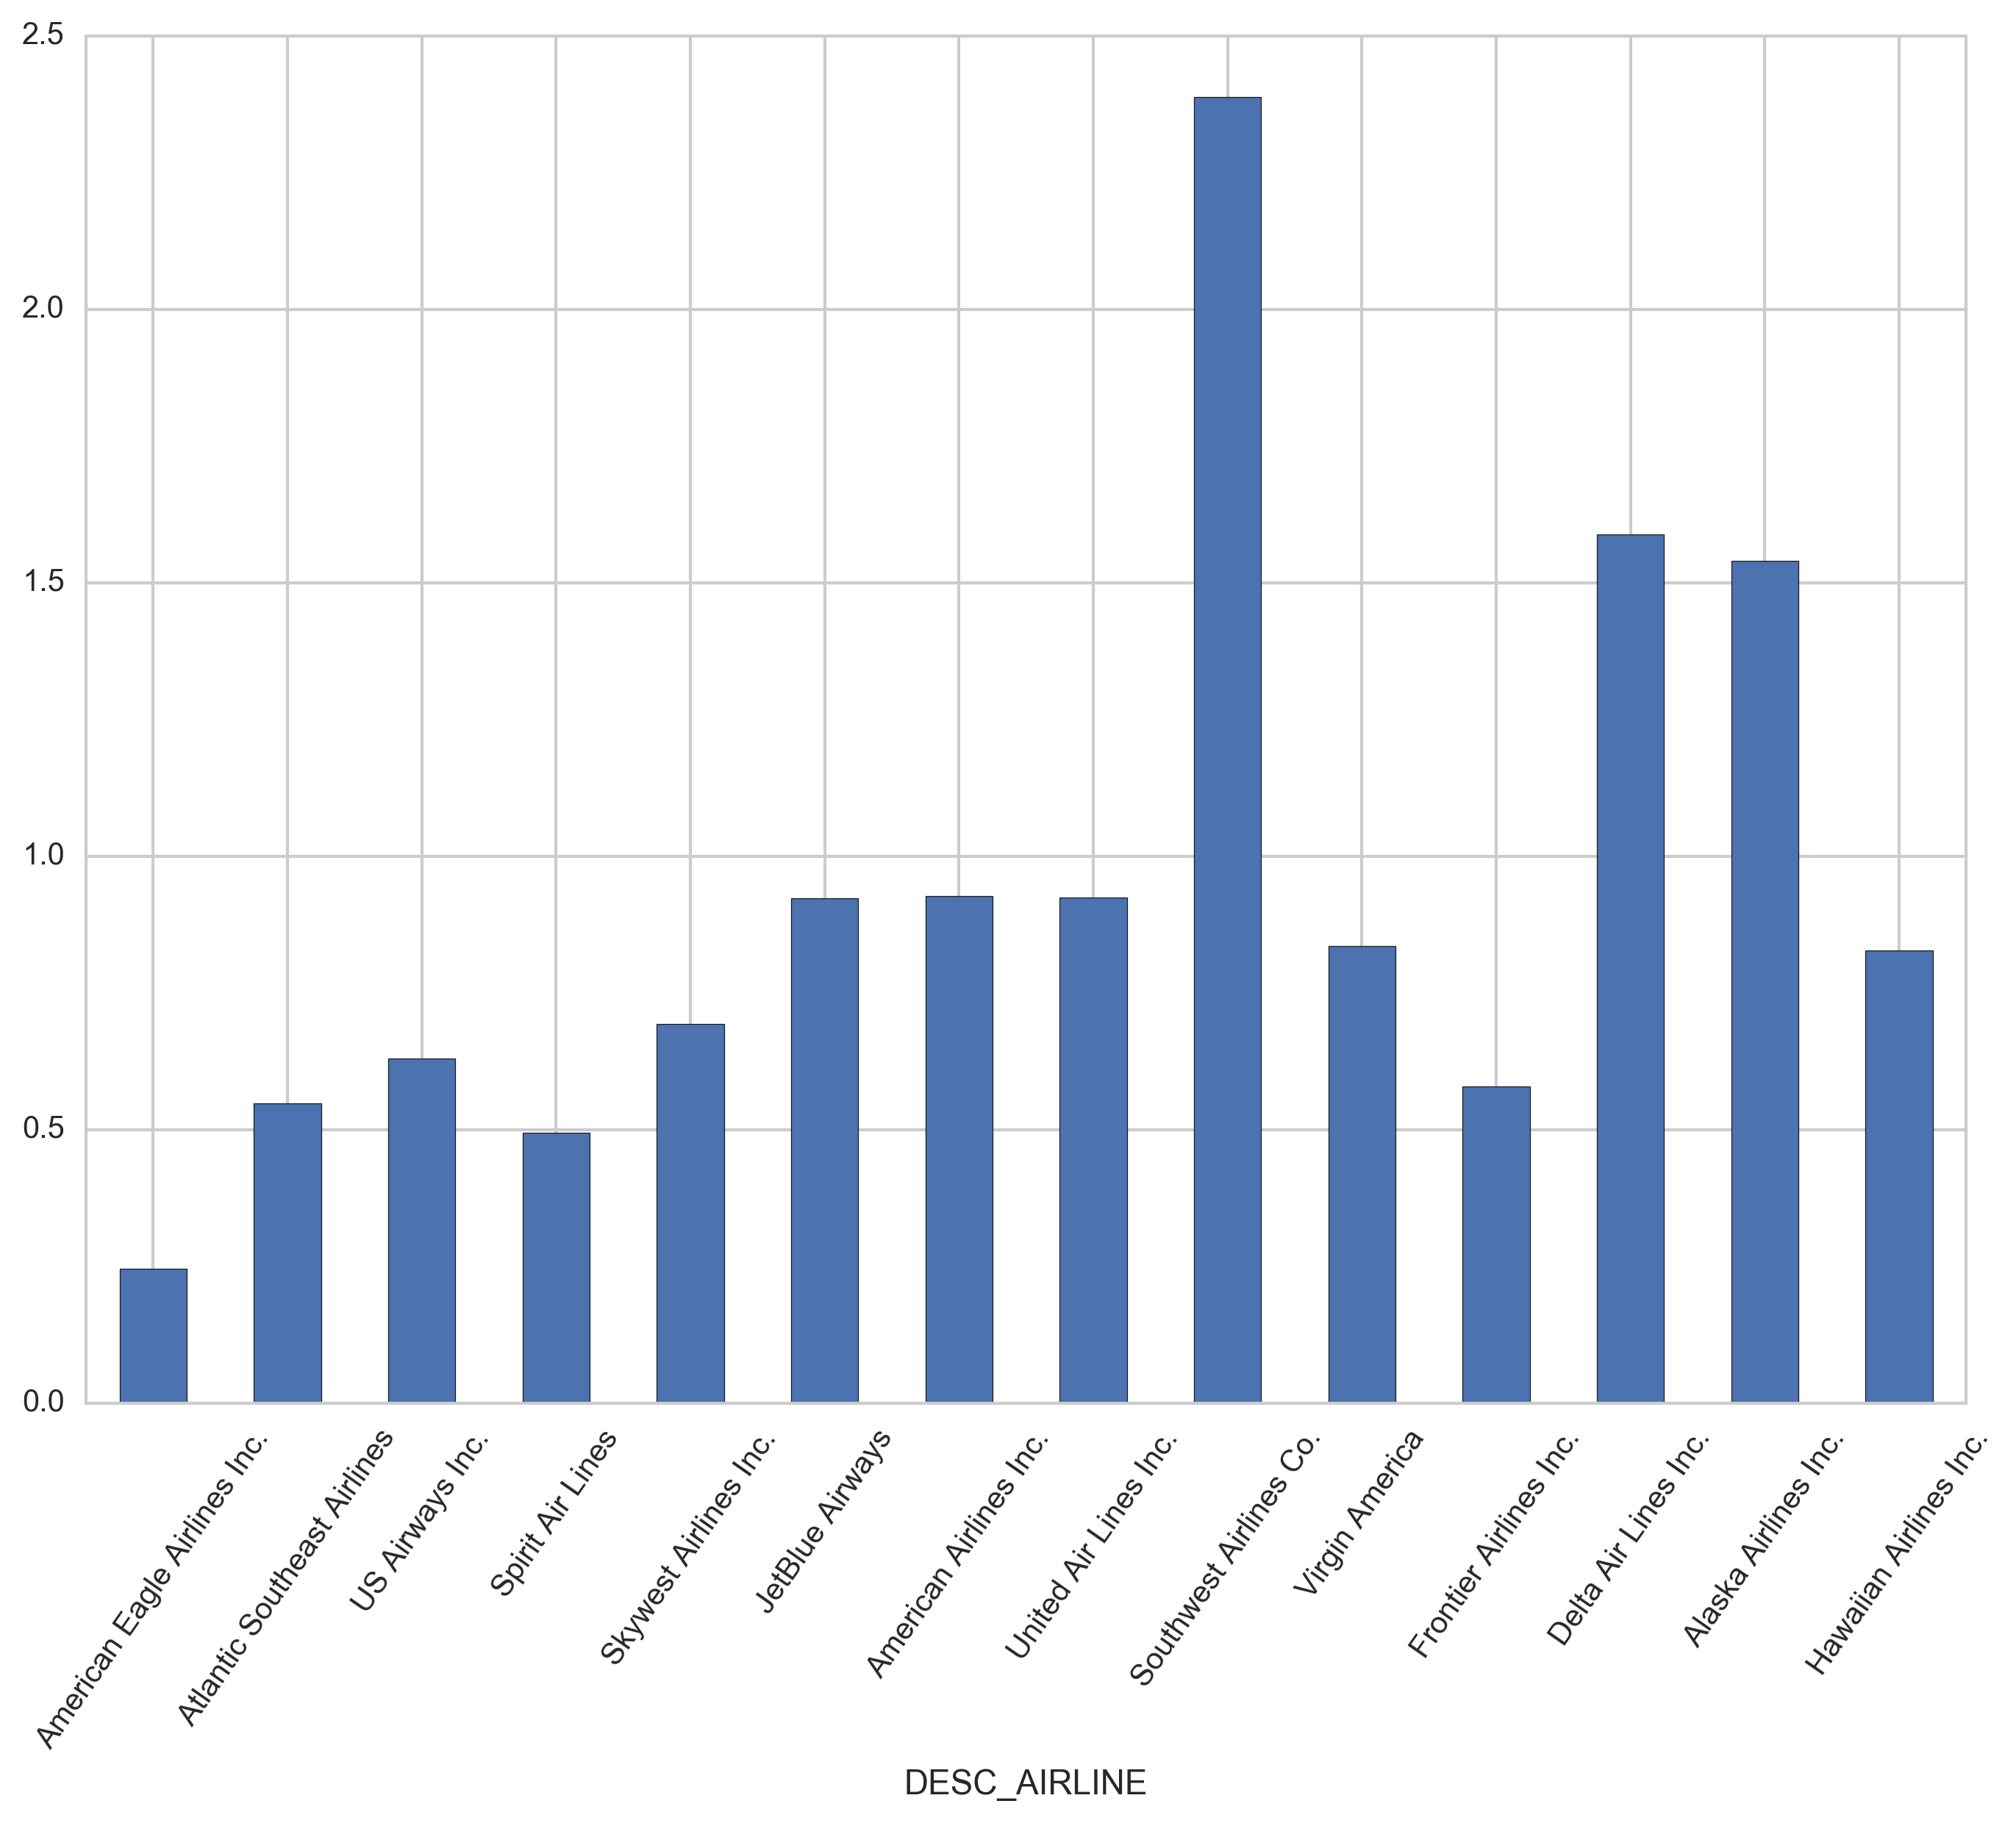 2.5
2.0
1.5
1.0
0.5
0.0
American Eagle Airlines Inc.
Atlantic Southeast Airlines
US Airways Inc.
Spirit Air Lines
Skywest Airlines Inc.
JetBlue Airways
American Airlines Inc.
United Air Lines Inc.
Southwest Airlines Co.
Virgin America
Frontier Airlines Inc.
Delta Air Lines Inc.
Alaska Airlines Inc.
Hawaiian Airlines Inc.
DESC_AIRLINE